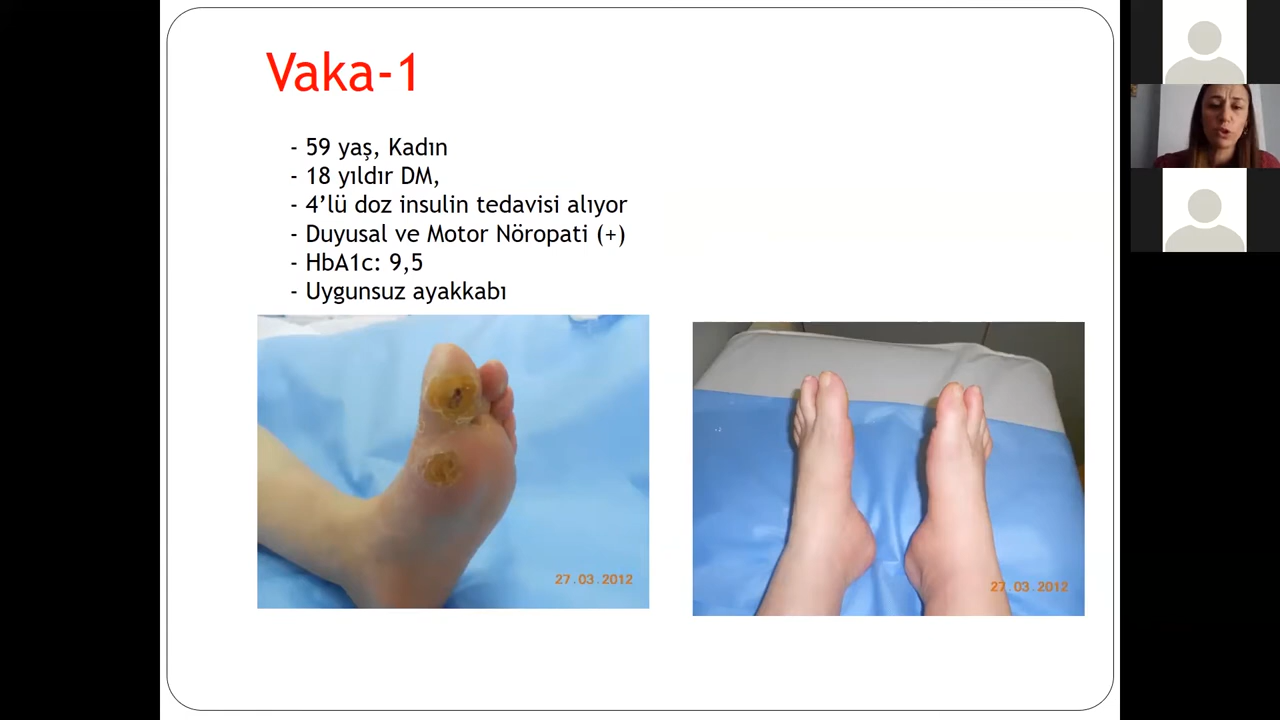 Vaka-1
- 59 yaş, Kadın
- 18 yıldır DM,
- 4’lü doz insulin tedavisi alıyor
- Duyusal ve Motor Nöropati (+)
- HbA1c: 9,5
- Uygunsuz ayakkabı
27.03.2012
27.03.2012